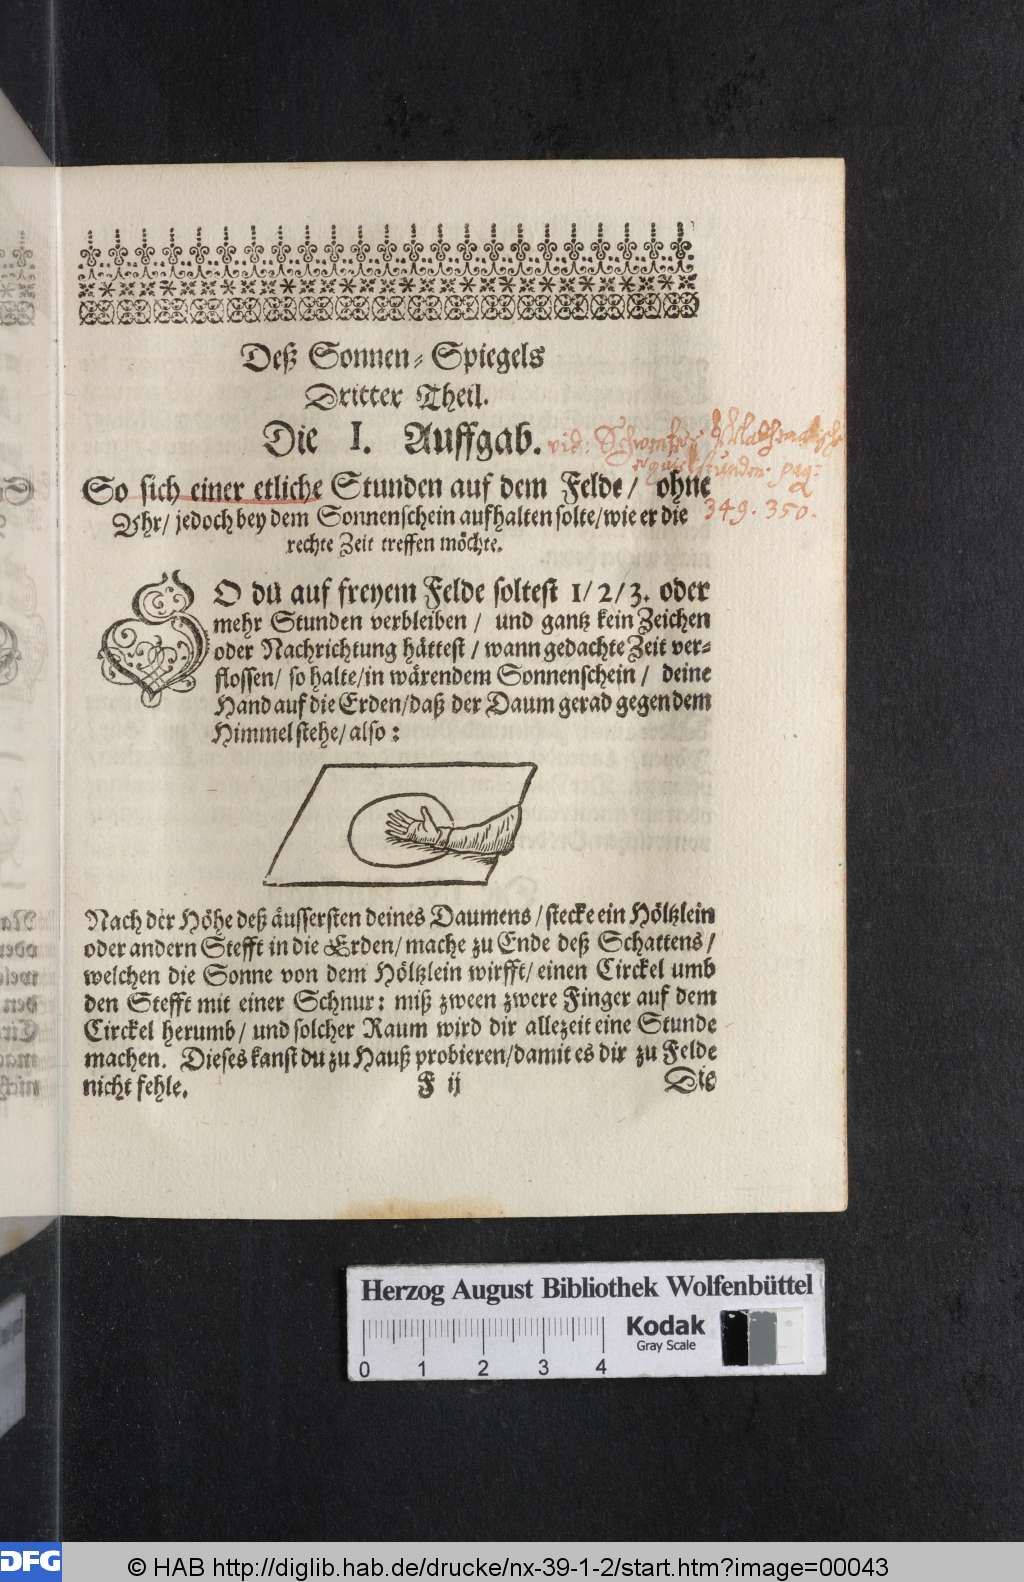 Deß Sonnen-Spiegels
Dritter Theil.
Die I. Auffgab.
vid. Schwenters Mathematische
Erquickstunden. pag:
349. 350.
So sich einer etliche Stunden auf dem Felde/ ohne
Uhr/ jedoch bey dem Sonnenschein aufhalten solte/ wie er die
rechte Zeit treffen möchte.
SO du auf freyem Felde soltest 1/2/3. oder
mehr Stunden verbleiben/ und gantz kein Zeichen
oder Nachrichtung hättest/ wann gedachte Zeit ver-
flossen/ so halte/ in wärendem Sonnenschein/ deine
Hand auf die Erden/ daß der Daum gerad gegen dem
Himmel stehe/ also:
Nach der Höhe deß äussersten deines Daumens/ stecke ein Höltzlein
oder andern Stefft in die Erden/ mache zu Ende deß Schattens/
welchen die Sonne von dem Höltzlein wirfft/ einen Circkel umb
den Stefft mit einer Schnur: miß zween zwere Finger auf dem
Circkel herumb/ und solcher Raum wird dir allezeit eine Stunde
machen. Dieses kanst du zu Hauß probieren/ damit es dir zu Felde
nicht fehle.
F ij
Die
Herzog August Bibliothek Wolfenbüttel
Kodak
Gray Scale
0 1 2 3 4
DFG
© HAB http://diglib.hab.de/drucke/nx-39-1-2/start.htm?image=00043